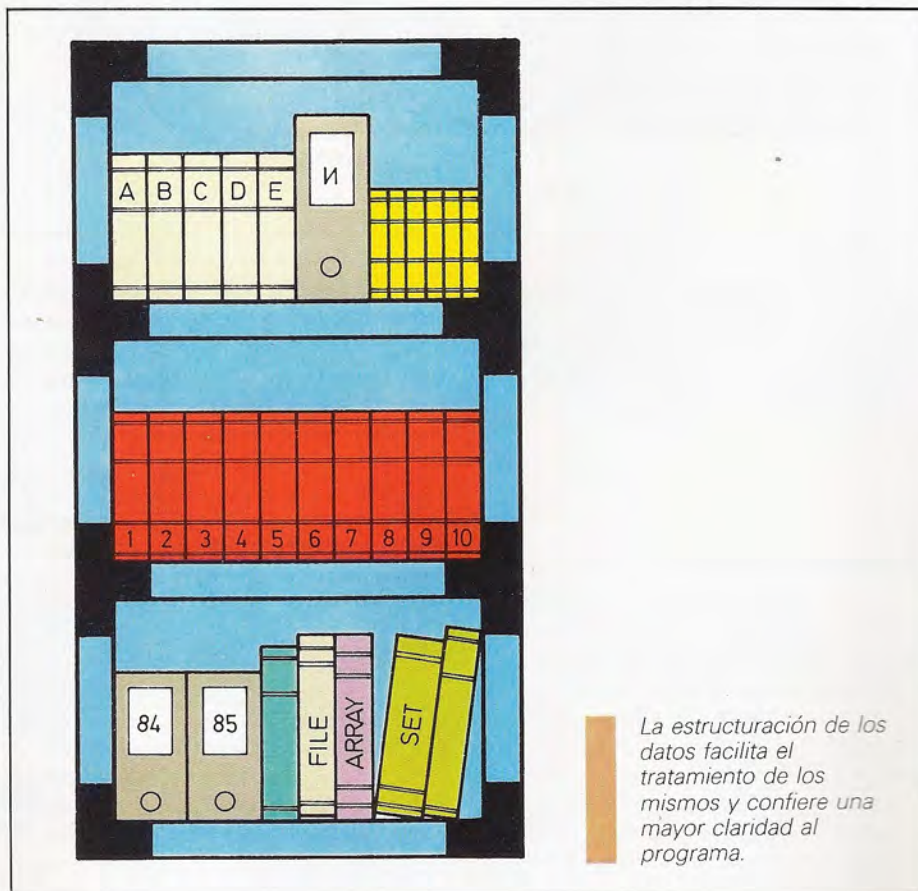 A B C D E И
1 2 3 4 5 6 7 8 9 10
84 85 FILE ARRAY SET
La estructuración de los
datos facilita el
tratamiento de los
mismos y confiere una
mayor claridad al
programa.